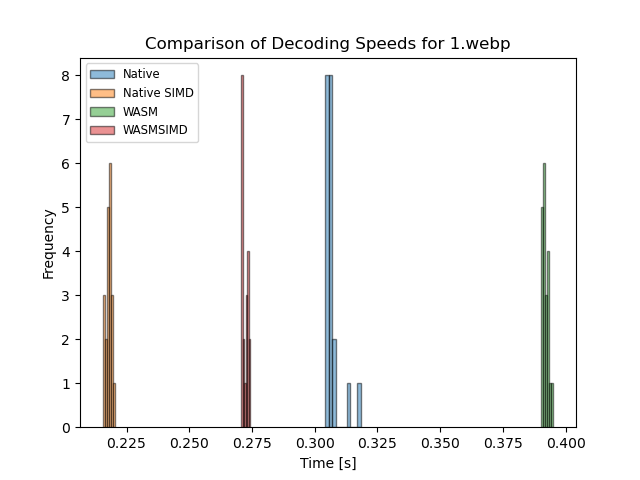 Comparison of Decoding Speeds for 1.webp
Native
Native SIMD
WASM
WASMSIMD
8
7
6
5
4
3
2
1
0
Frequency
0.225 0.250 0.275 0.300 0.325 0.350 0.375 0.400
Time [s]